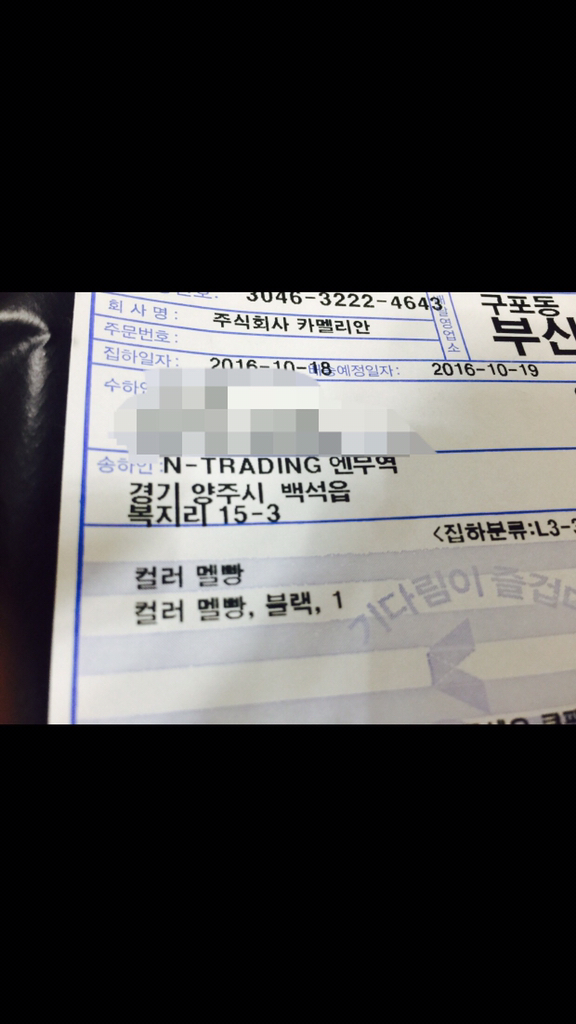 3046-3222-4643
회 사 명 : 주식회사 카멜리안
주문번호 :
집하일자 : 2016-10-18 예정일자 : 2016-10-19
영업소
구포동
부산
송하인 : N-TRADING 엔무역
경기 양주시 백석읍
복지리 15-3
<집하분류:L3-3
컬러 멜빵
컬러 멜빵, 블랙, 1
기다림이 즐겁